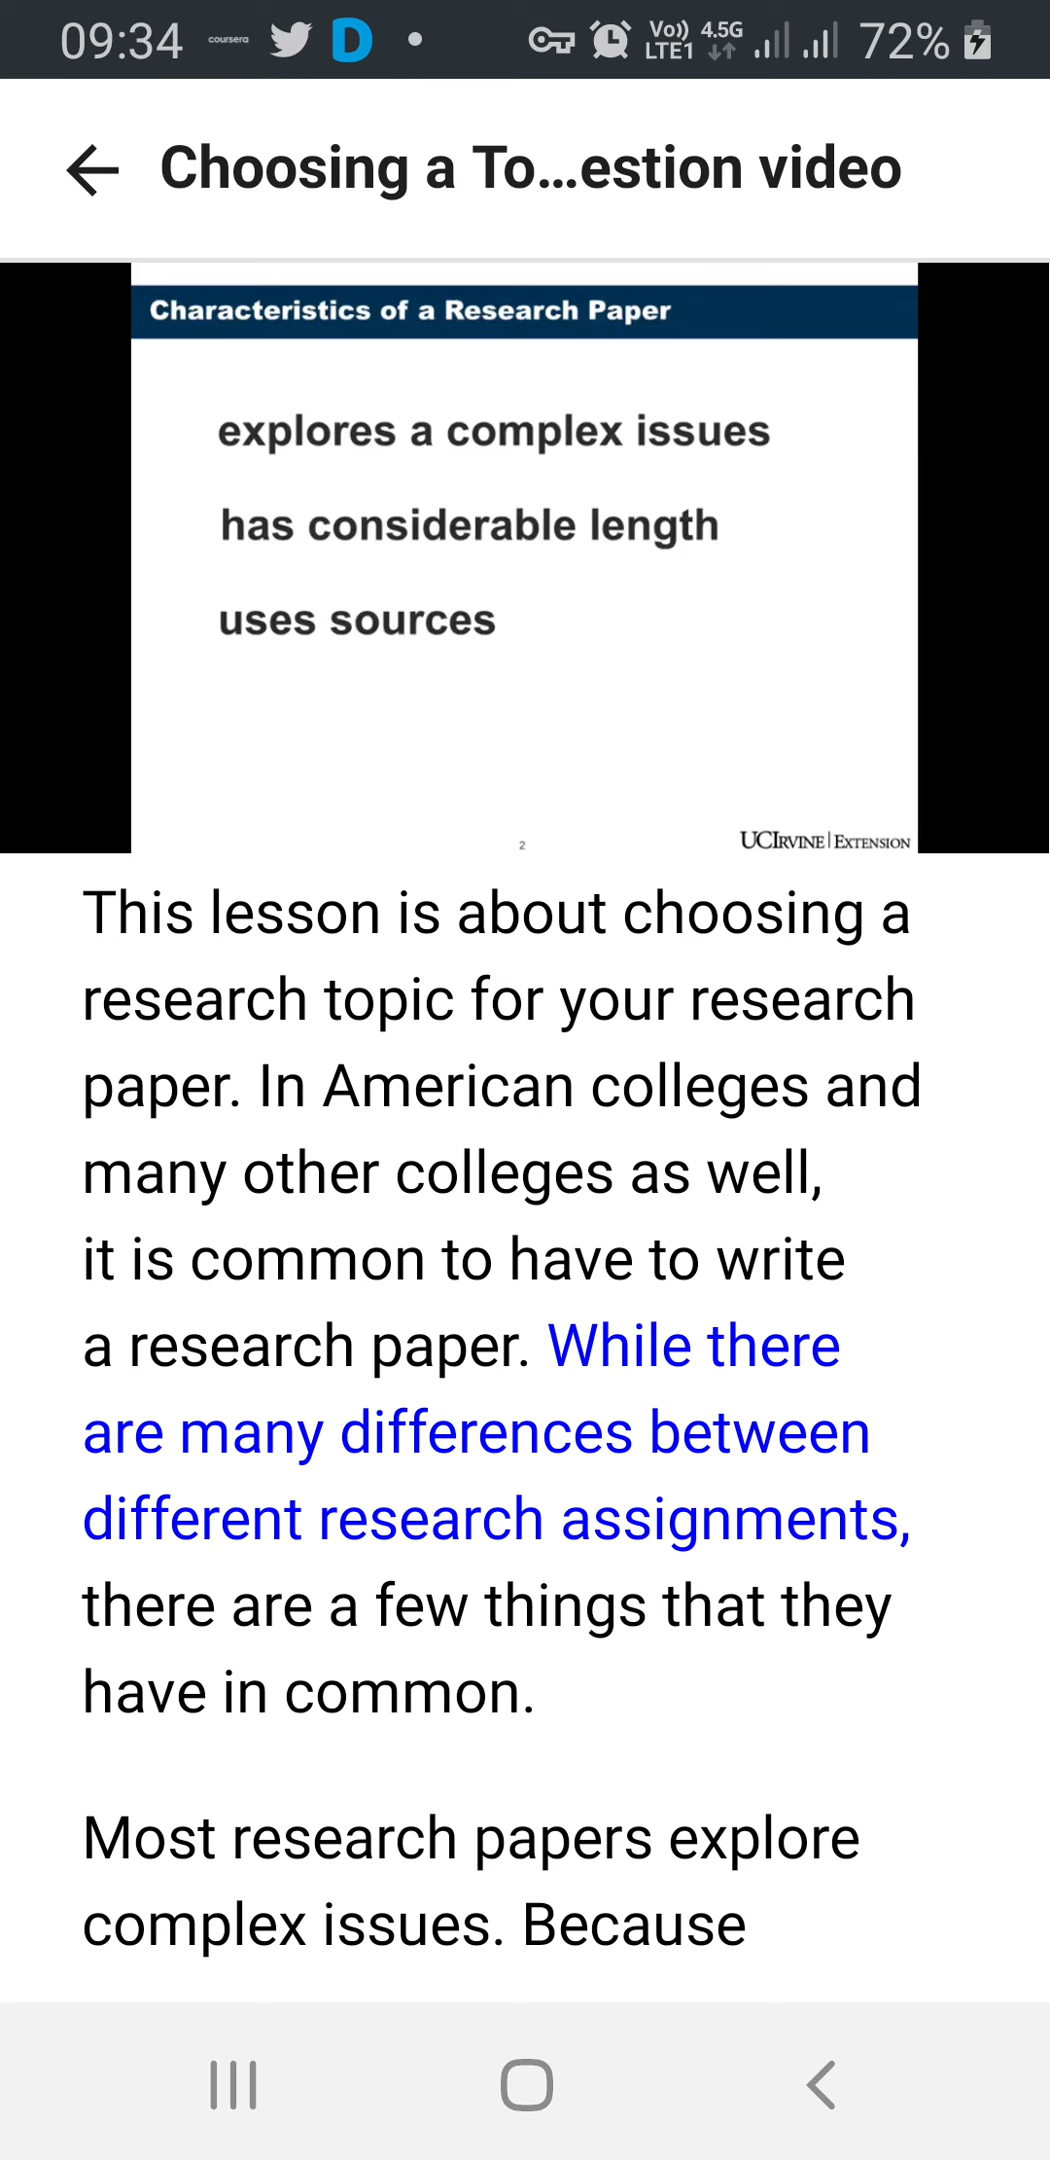 09:34 coursera D Vo)) LTE1 4.5G 72%
Choosing a To...estion video
Characteristics of a Research Paper
explores a complex issues
has considerable length
uses sources
2 UCIRVINE | EXTENSION
This lesson is about choosing a
research topic for your research
paper. In American colleges and
many other colleges as well,
it is common to have to write
a research paper. While there
are many differences between
different research assignments,
there are a few things that they
have in common.
Most research papers explore
complex issues. Because